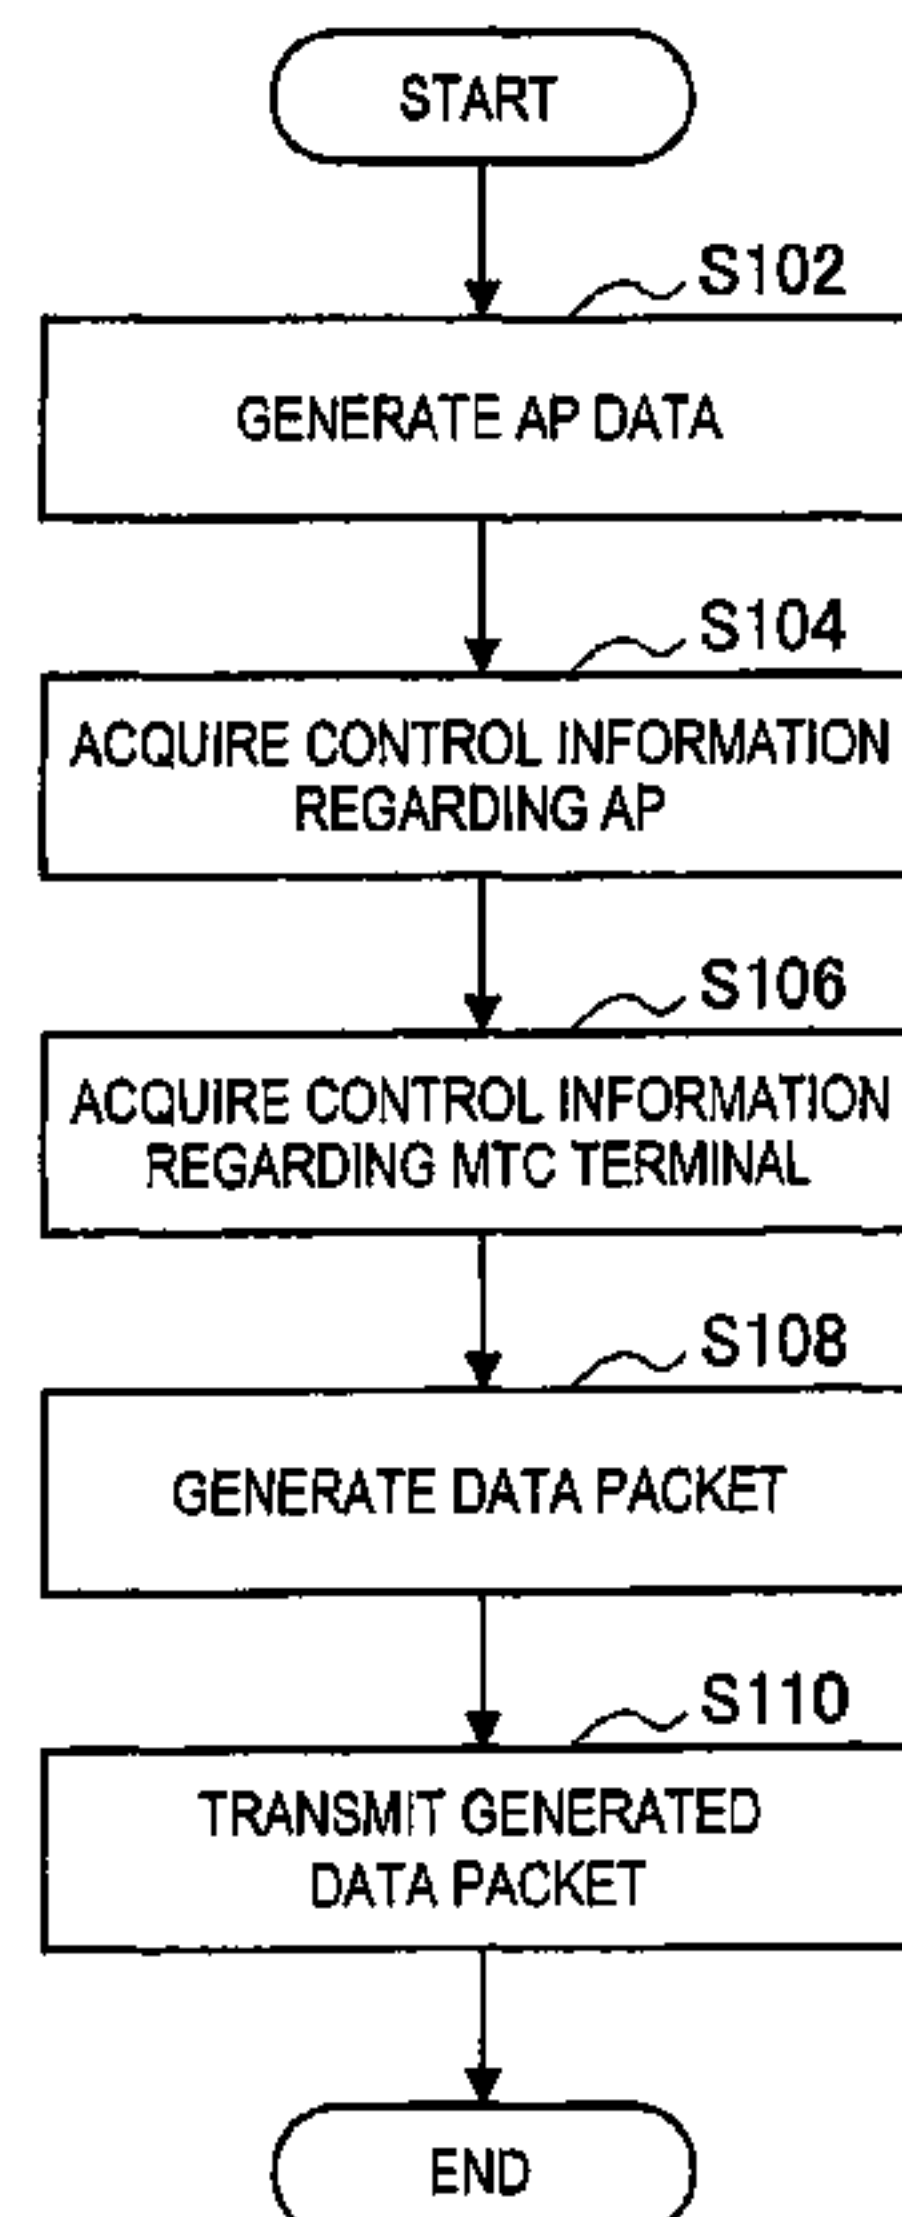 START
S102
GENERATE AP DATA
S104
ACQUIRE CONTROL INFORMATION
REGARDING AP
S106
ACQUIRE CONTROL INFORMATION
REGARDING MTC TERMINAL
S108
GENERATE DATA PACKET
S110
TRANSMIT GENERATED
DATA PACKET
END